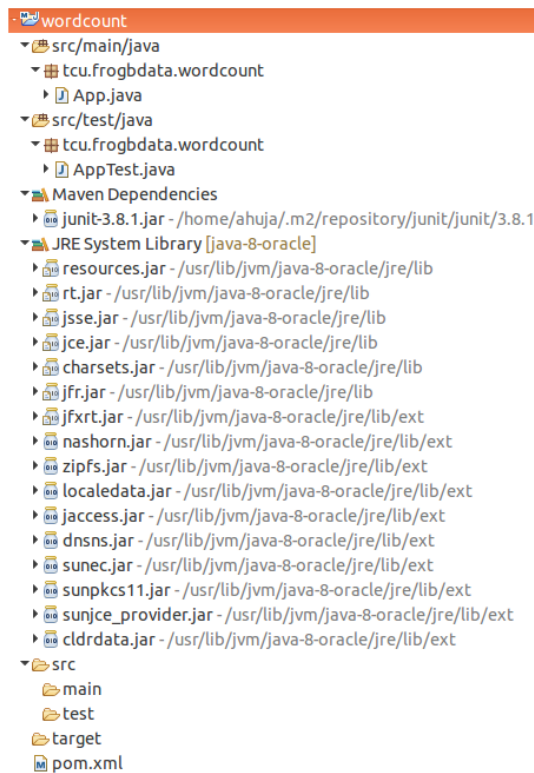 wordcount
src/main/java
tcu.frogbdata.wordcount
App.java
src/test/java
tcu.frogbdata.wordcount
AppTest.java
Maven Dependencies
junit-3.8.1.jar - /home/ahuja/.m2/repository/junit/junit/3.8.1
JRE System Library [java-8-oracle]
resources.jar - /usr/lib/jvm/java-8-oracle/jre/lib
rt.jar - /usr/lib/jvm/java-8-oracle/jre/lib
jsse.jar - /usr/lib/jvm/java-8-oracle/jre/lib
jce.jar - /usr/lib/jvm/java-8-oracle/jre/lib
charsets.jar - /usr/lib/jvm/java-8-oracle/jre/lib
jfr.jar - /usr/lib/jvm/java-8-oracle/jre/lib
jfxrt.jar - /usr/lib/jvm/java-8-oracle/jre/lib/ext
nashorn.jar - /usr/lib/jvm/java-8-oracle/jre/lib/ext
zipfs.jar - /usr/lib/jvm/java-8-oracle/jre/lib/ext
localedata.jar - /usr/lib/jvm/java-8-oracle/jre/lib/ext
jaccess.jar - /usr/lib/jvm/java-8-oracle/jre/lib/ext
dnsns.jar - /usr/lib/jvm/java-8-oracle/jre/lib/ext
sunec.jar - /usr/lib/jvm/java-8-oracle/jre/lib/ext
sunpkcs11.jar - /usr/lib/jvm/java-8-oracle/jre/lib/ext
sunjce_provider.jar - /usr/lib/jvm/java-8-oracle/jre/lib/ext
cldrdata.jar - /usr/lib/jvm/java-8-oracle/jre/lib/ext
src
main
test
target
pom.xml